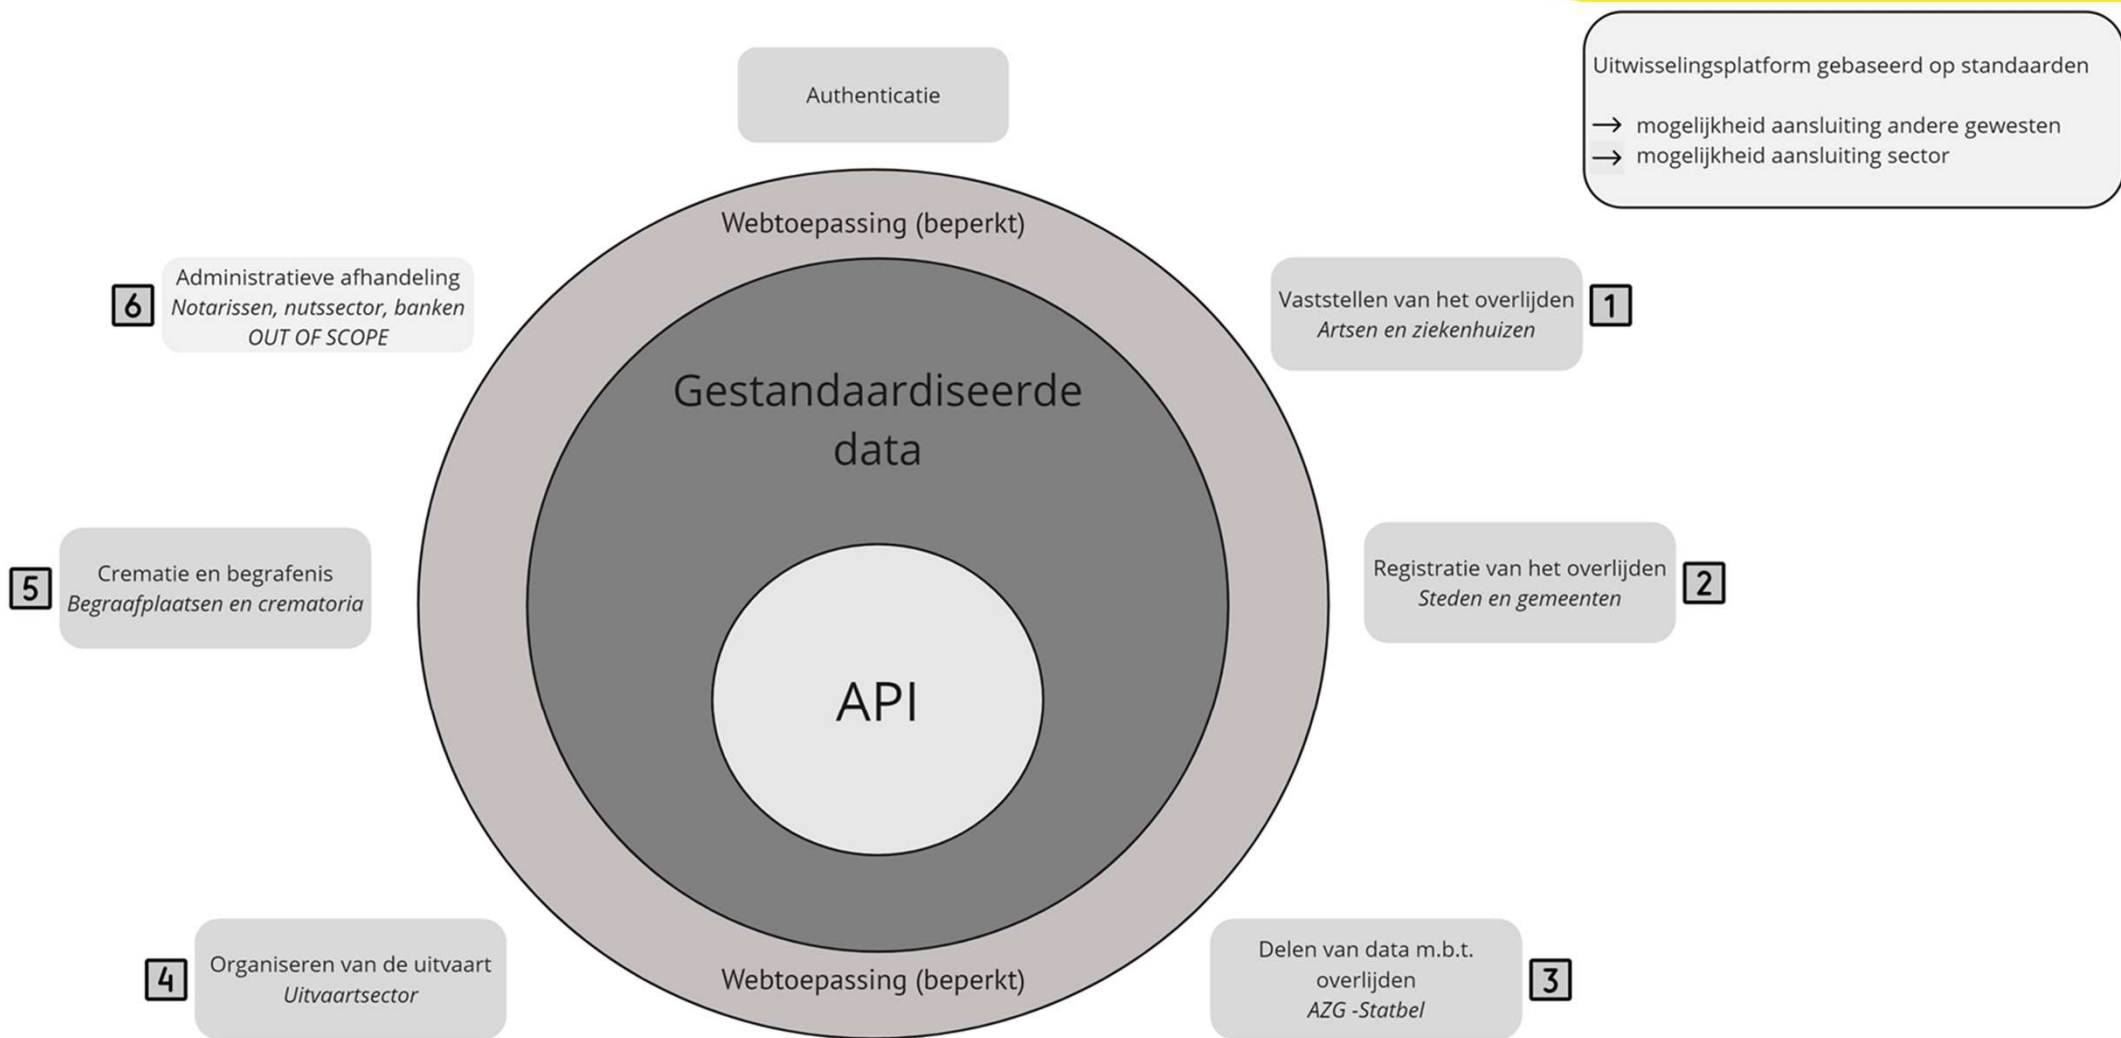 Uitwisselingsplatform gebaseerd op standaarden
→ mogelijkheid aansluiting andere gewesten
→ mogelijkheid aansluiting sector
Authenticatie
Webtoepassing (beperkt)
Gestandaardiseerde
data
API
Webtoepassing (beperkt)
Vaststellen van het overlijden
Artsen en ziekenhuizen
1
Registratie van het overlijden
Steden en gemeenten
2
Delen van data m.b.t.
overlijden
AZG -Statbel
3
4
Organiseren van de uitvaart
Uitvaartsector
5
Crematie en begrafenis
Begraafplaatsen en crematoria
6
Administratieve afhandeling
Notarissen, nutssector, banken
OUT OF SCOPE